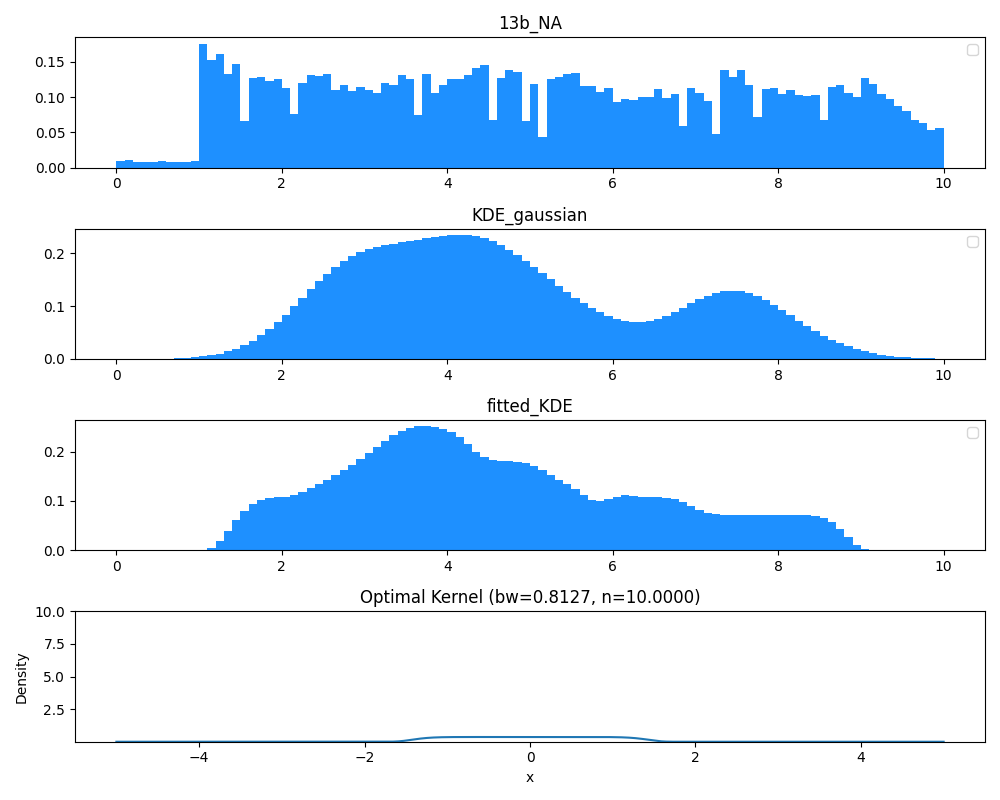 13b_NA
0.15
0.10
0.05
0.00
0 2 4 6 8 10
KDE_gaussian
0.2
0.1
0.0
0 2 4 6 8 10
fitted_KDE
0.2
0.1
0.0
0 2 4 6 8 10
Optimal Kernel (bw=0.8127, n=10.0000)
10.0
7.5
5.0
2.5
Density
−4 −2 0 2 4
x